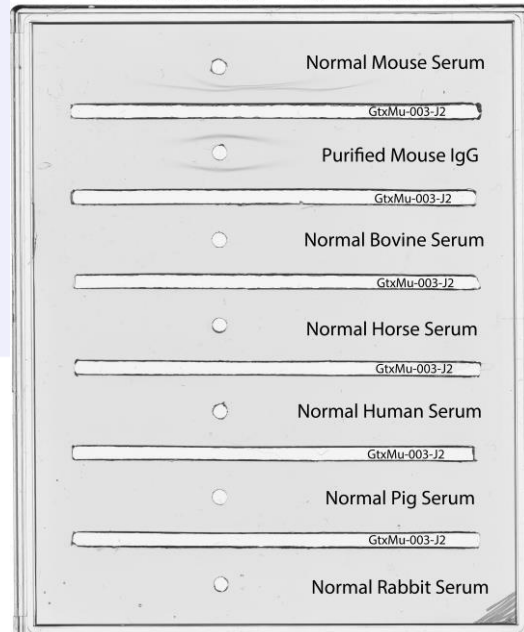 Normal Mouse Serum
GtxMu-003-J2
Purified Mouse IgG
GtxMu-003-J2
Normal Bovine Serum
GtxMu-003-J2
Normal Horse Serum
GtxMu-003-J2
Normal Human Serum
GtxMu-003-J2
Normal Pig Serum
GtxMu-003-J2
Normal Rabbit Serum